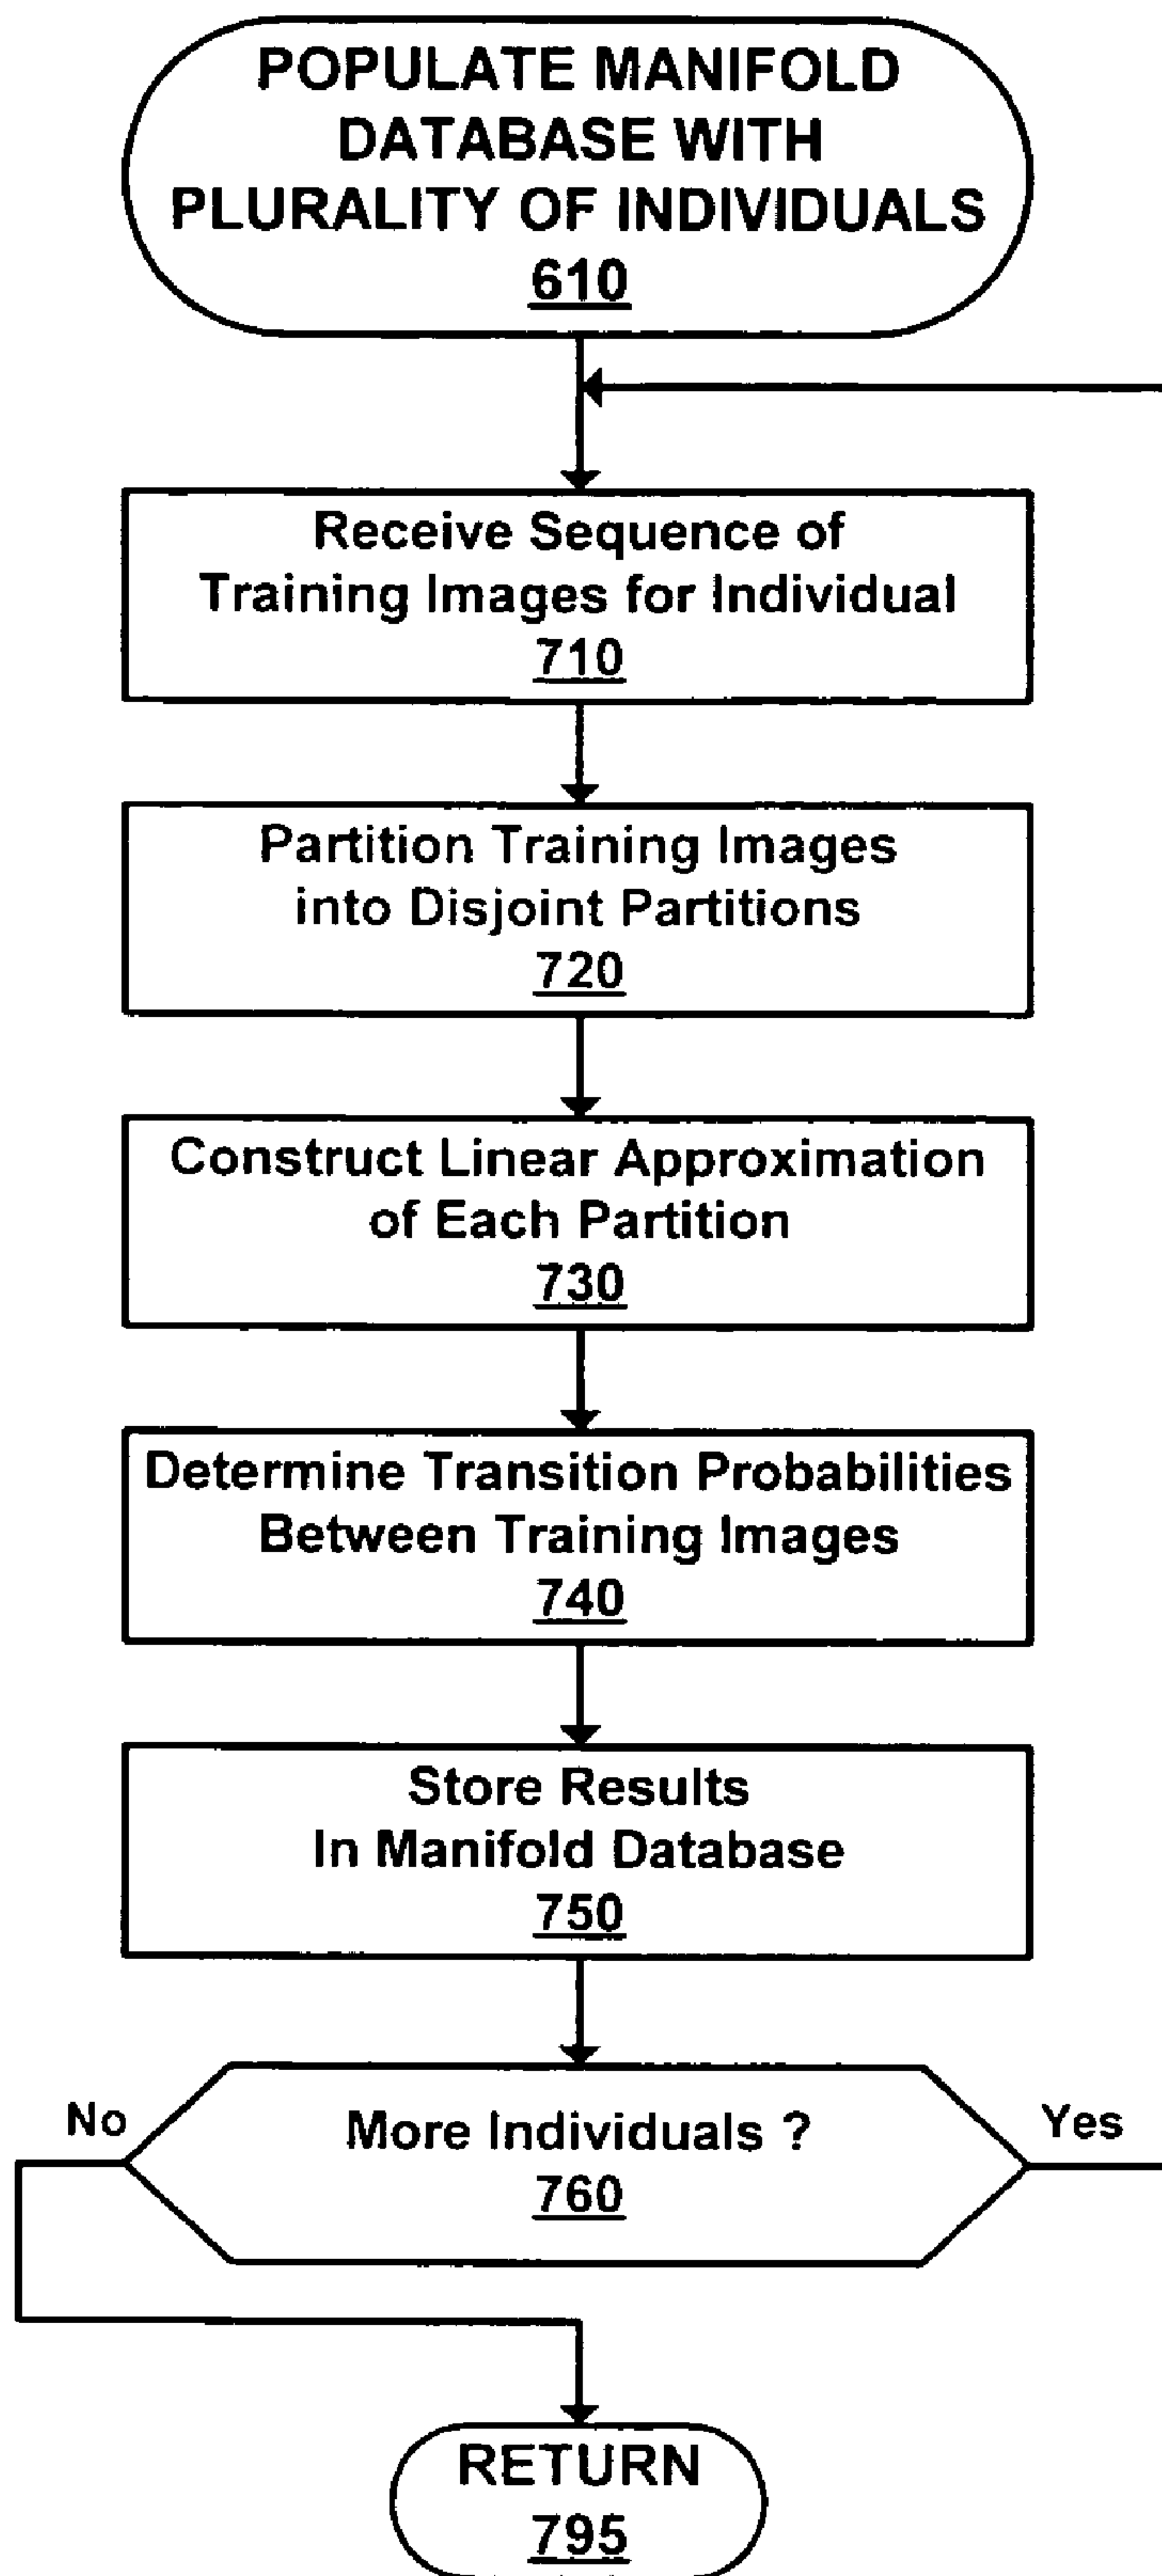 POPULATE MANIFOLD
DATABASE WITH
PLURALITY OF INDIVIDUALS
610
Receive Sequence of
Training Images for Individual
710
Partition Training Images
into Disjoint Partitions
720
Construct Linear Approximation
of Each Partition
730
Determine Transition Probabilities
Between Training Images
740
Store Results
In Manifold Database
750
No
More Individuals ?
Yes
760
RETURN
795